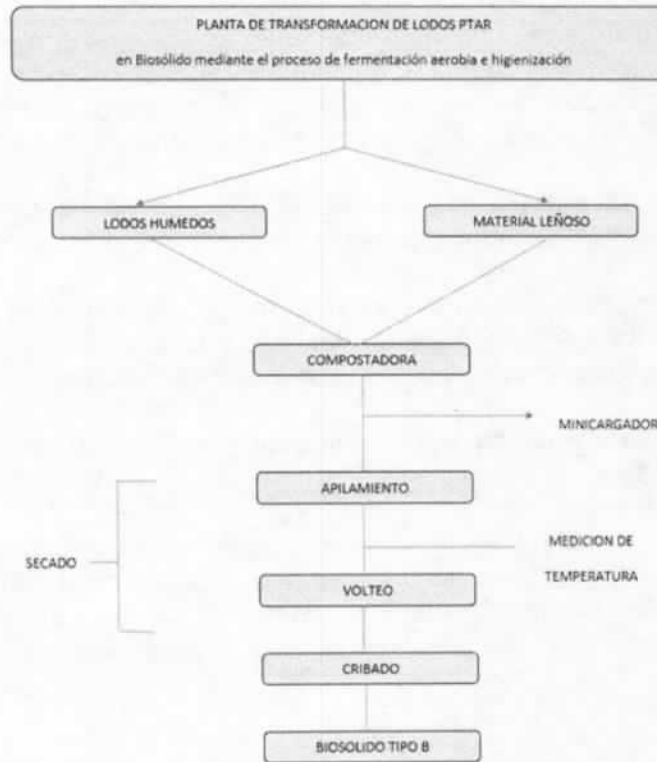 PLANTA DE TRANSFORMACION DE LODOS PTAR
en Biosólido mediante el proceso de fermentación aerobia e higienización
LODOS HUMEDOS
MATERIAL LEÑOSO
COMPOSTADORA
MINICARGADOR
APILAMIENTO
MEDICION DE
SECADO
TEMPERATURA
VOLTEO
CRIBADO
BIOSOLIDO TIPO B